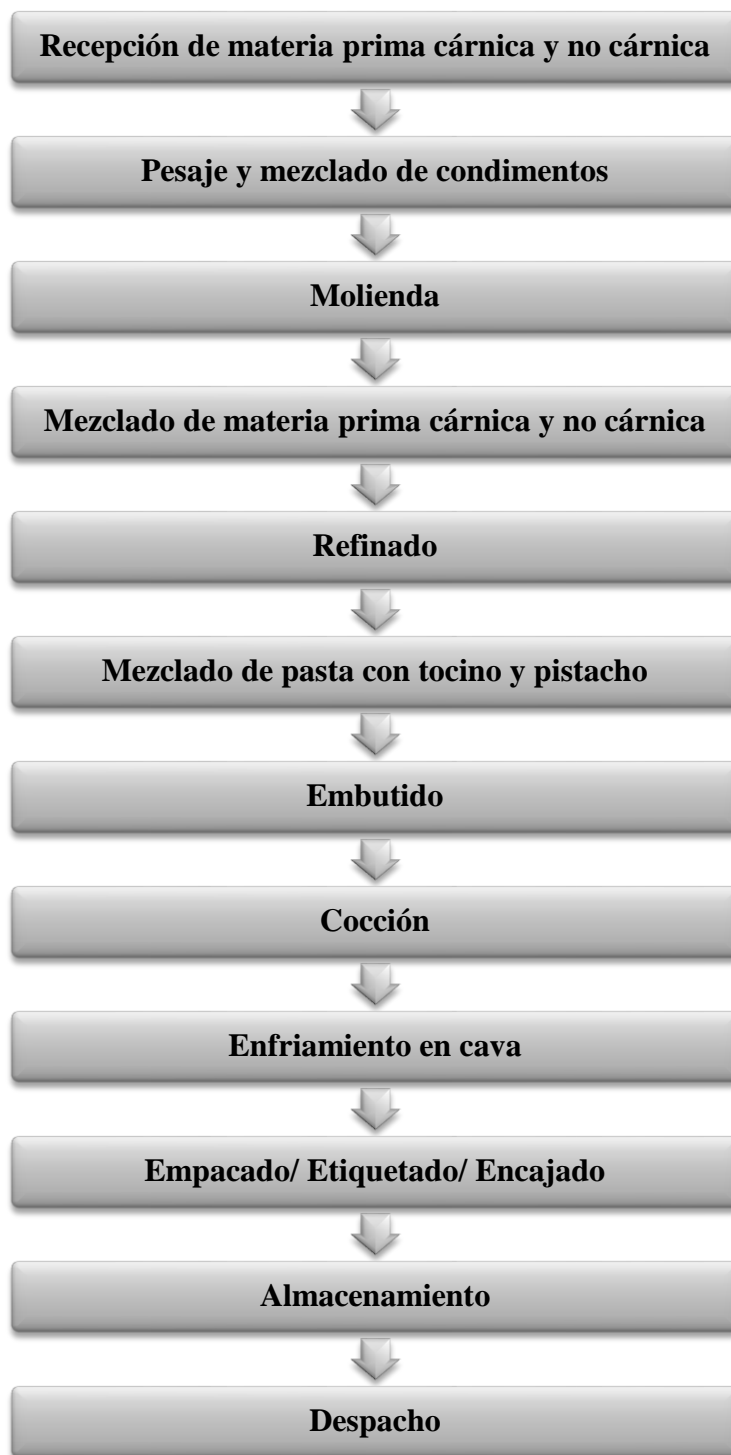 Recepción de materia prima cárnica y no cárnica
Pesaje y mezclado de condimentos
Molienda
Mezclado de materia prima cárnica y no cárnica
Refinado
Mezclado de pasta con tocino y pistacho
Embutido
Cocción
Enfriamiento en cava
Empacado/ Etiquetado/ Encajado
Almacenamiento
Despacho